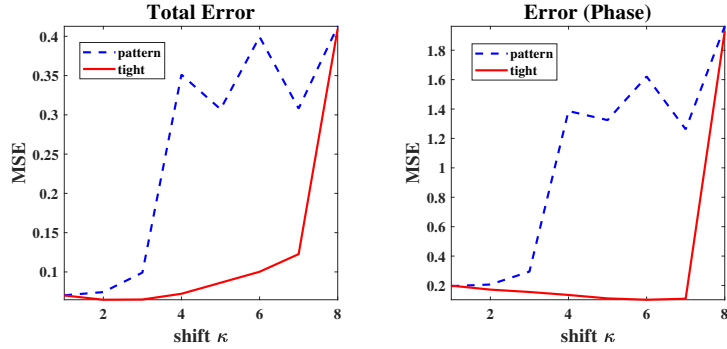 Total Error
0.4
0.35
0.3
0.25
0.2
0.15
0.1
MSE
pattern
tight
2
4
6
8
shift κ
Error (Phase)
1.8
1.6
1.4
1.2
1
0.8
0.6
0.4
0.2
MSE
pattern
tight
2
4
6
8
shift κ